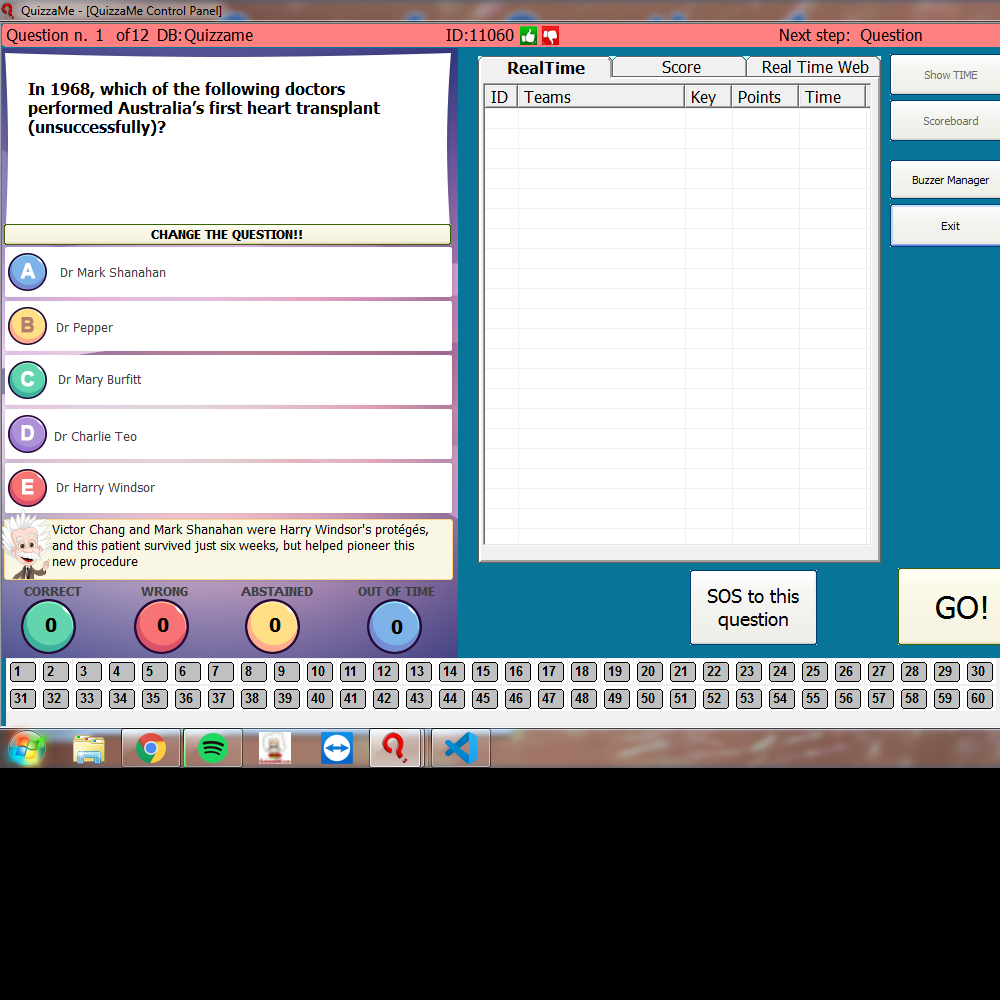 QuizzaMe - [QuizzaMe Control Panel]
Question n. 1 of12 DB:Quizzame ID:11060 Next step: Question
In 1968, which of the following doctors
performed Australia's first heart transplant
(unsuccessfully)?
CHANGE THE QUESTION!!
A Dr Mark Shanahan
B Dr Pepper
C Dr Mary Burfitt
D Dr Charlie Teo
E Dr Harry Windsor
Victor Chang and Mark Shanahan were Harry Windsor's protégés,
and this patient survived just six weeks, but helped pioneer this
new procedure
CORRECT WRONG ABSTAINED OUT OF TIME
0 0 0 0
RealTime Score Real Time Web
ID Teams Key Points Time
Show TIME
Scoreboard
Buzzer Manager
Exit
SOS to this
question
GO!
1 2 3 4 5 6 7 8 9 10 11 12 13 14 15 16 17 18 19 20 21 22 23 24 25 26 27 28 29 30
31 32 33 34 35 36 37 38 39 40 41 42 43 44 45 46 47 48 49 50 51 52 53 54 55 56 57 58 59 60